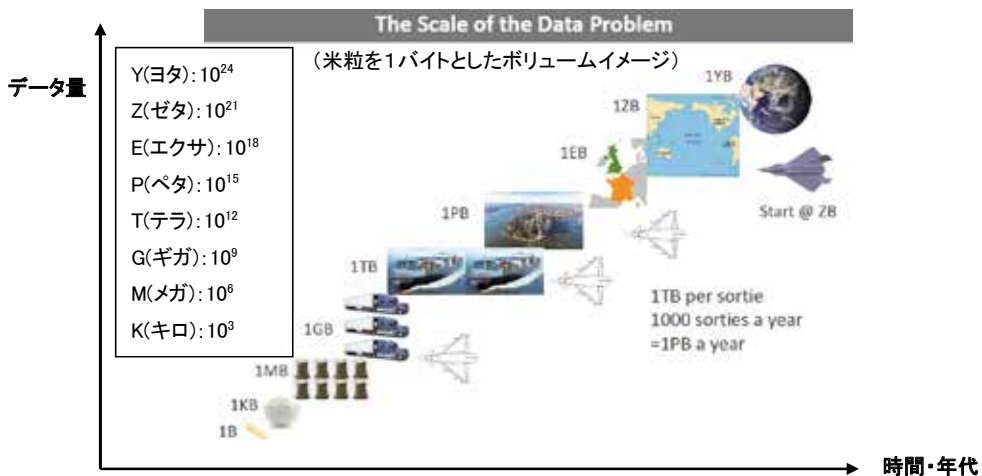 The Scale of the Data Problem
(米粒を1バイトとしたボリュームイメージ)
データ量
Y(ヨタ):10²⁴
Z(ゼタ):10²¹
E(エクサ):10¹⁸
P(ペタ):10¹⁵
T(テラ):10¹²
G(ギガ):10⁹
M(メガ):10⁶
K(キロ):10³
1YB
1ZB
1EB
Start @ ZB
1PB
1TB
1TB per sortie
1000 sorties a year
=1PB a year
1GB
1MB
1KB
1B
時間・年代